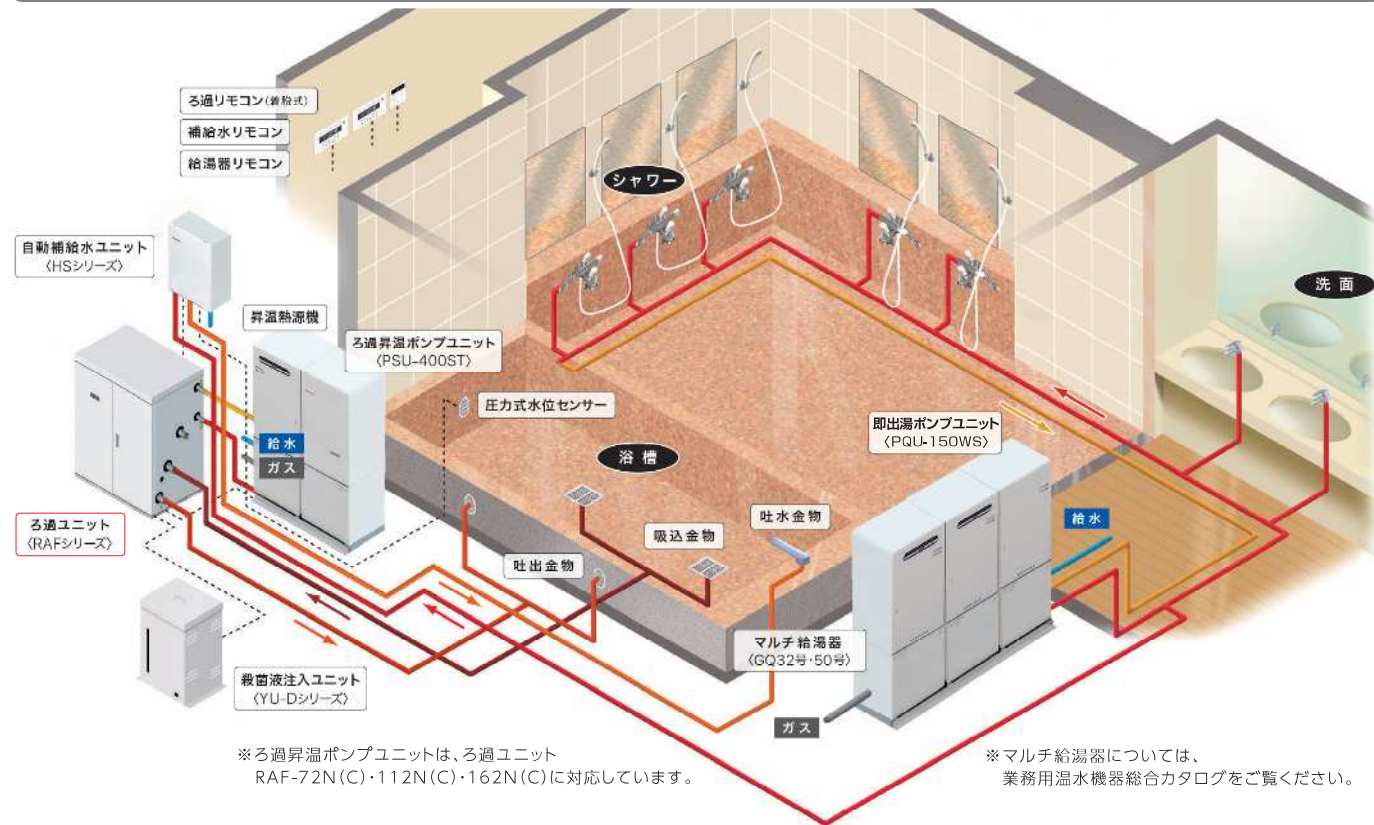 ろ過リモコン(着脱式)
補給水リモコン
給湯器リモコン
シャワー
自動補給水ユニット
〈HSシリーズ〉
洗面
昇温熱源機
ろ過昇温ポンプユニット
〈PSU-400ST〉
圧力式水位センサー
即出湯ポンプユニット
〈PQU-150WS〉
給水
ガス
浴槽
吐水金物
給水
ろ過ユニット
〈RAFシリーズ〉
吸込金物
吐出金物
マルチ給湯器
〈GQ32号・50号〉
殺菌液注入ユニット
〈YU-Dシリーズ〉
ガス
※ろ過昇温ポンプユニットは、ろ過ユニット
RAF-72N(C)・112N(C)・162N(C)に対応しています。
※マルチ給湯器については、
業務用温水機器総合カタログをご覧ください。